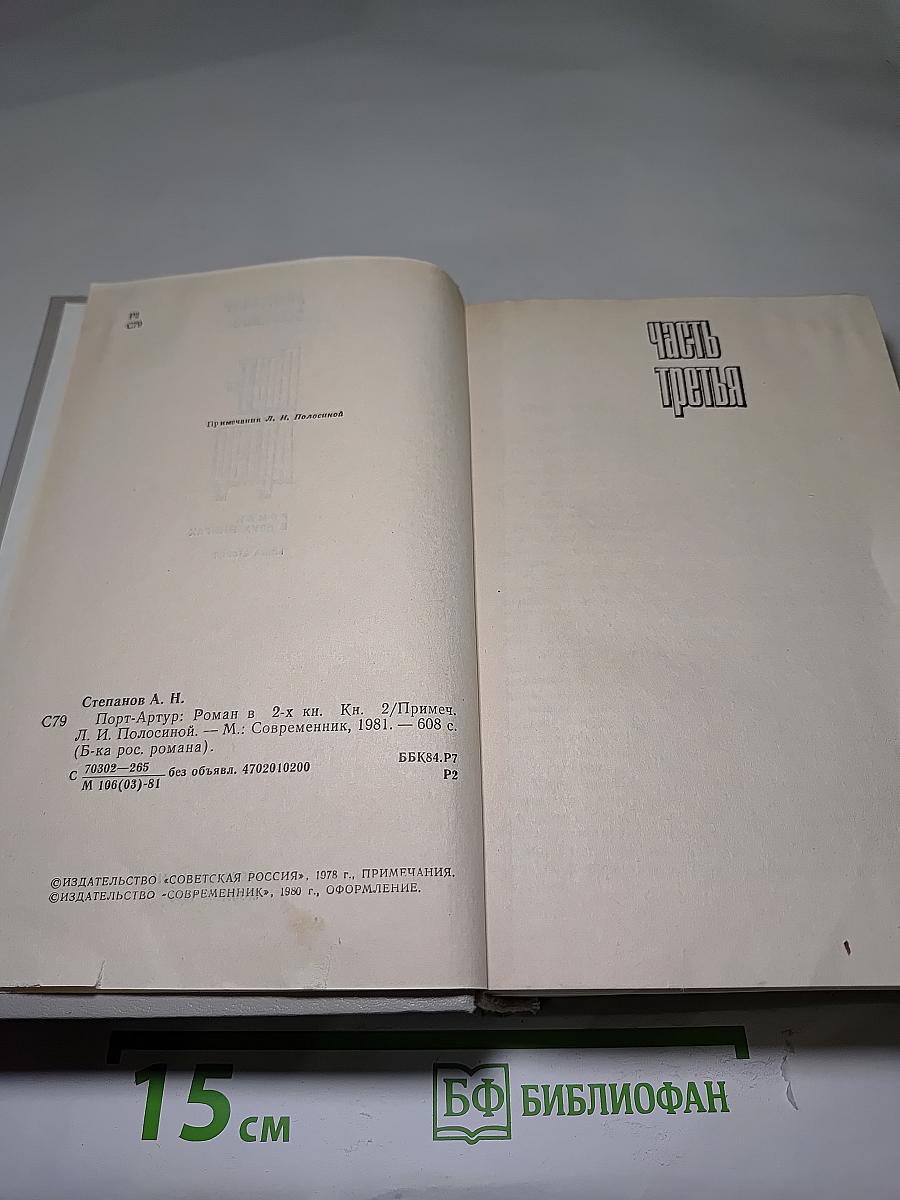 Р2
С79
Примечания Л. И. Полосиной
Степанов А. Н.
С79 Порт-Артур: Роман в 2-х кн. Кн. 2/Примеч.
Л. И. Полосиной. — М.: Современник, 1981. — 608 с.
(Б-ка рос. романа).
С 70302—265 без объявл. 4702010200
М 106(03)-81
ББК84.Р7
Р2
©ИЗДАТЕЛЬСТВО «СОВЕТСКАЯ РОССИЯ», 1978 г., ПРИМЕЧАНИЯ.
©ИЗДАТЕЛЬСТВО «СОВРЕМЕННИК», 1980 г., ОФОРМЛЕНИЕ.
часть
третья
15 см
БФ БИБЛИОФАН